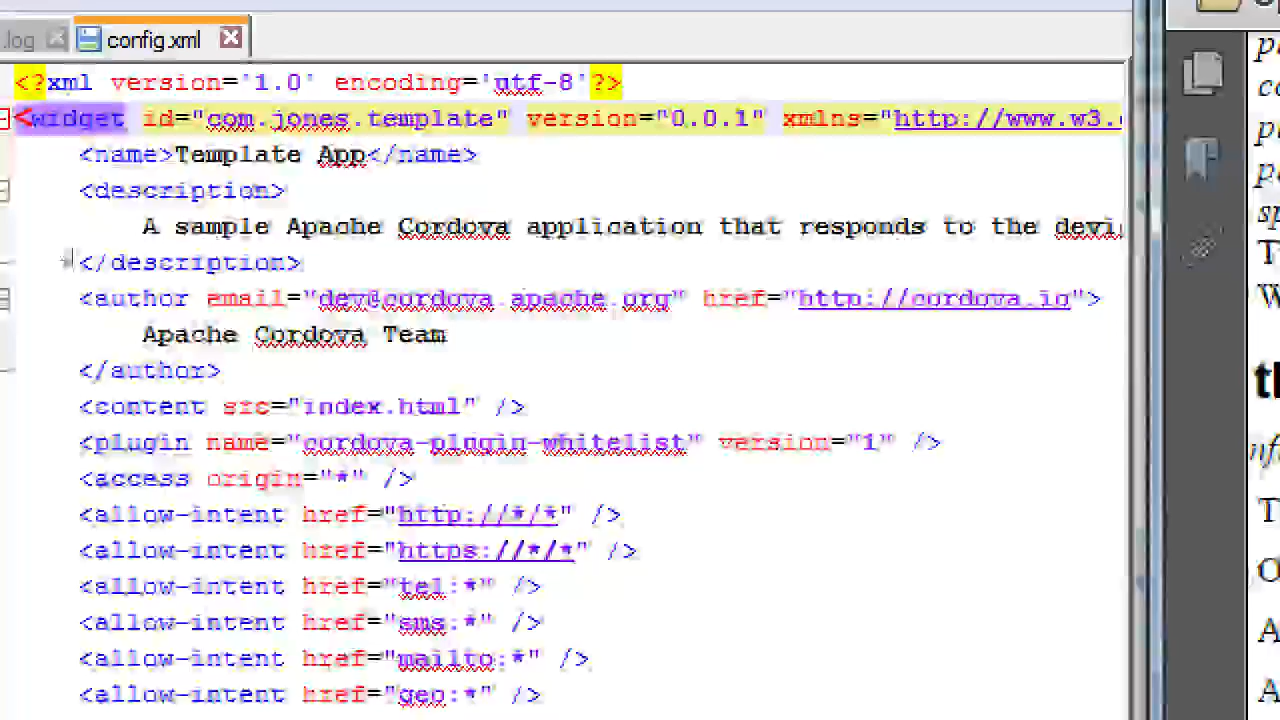 .log config.xml
<?xml version='1.0' encoding='utf-8'?>
<widget id="com.jones.template" version="0.0.1" xmlns="http://www.w3.
<name>Template App</name>
<description>
A sample Apache Cordova application that responds to the devi
</description>
<author email="dev@cordova.apache.org" href="http://cordova.io">
Apache Cordova Team
</author>
<content src="index.html" />
<plugin name="cordova-plugin-whitelist" version="1" />
<access origin="*" />
<allow-intent href="http://*/*" />
<allow-intent href="https://*/*" />
<allow-intent href="tel:*" />
<allow-intent href="sms:*" />
<allow-intent href="mailto:*" />
<allow-intent href="geo:*" />